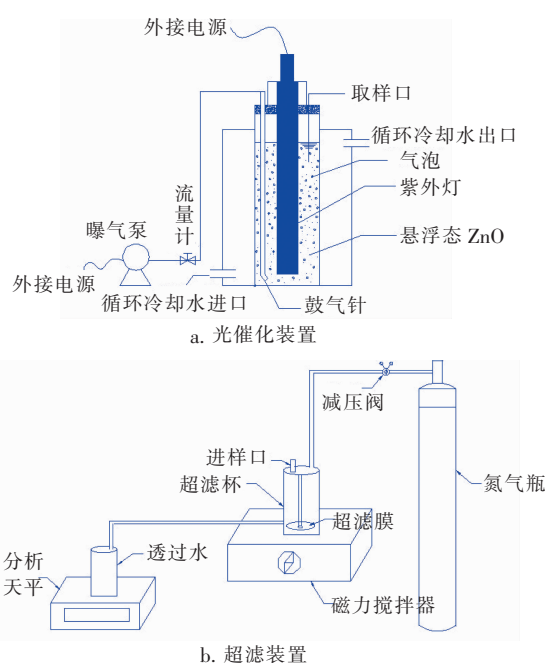 外接电源
取样口
循环冷却水出口
气泡
紫外灯
流量计
曝气泵
悬浮态 ZnO
外接电源
循环冷却水进口
鼓气针
a. 光催化装置
减压阀
进样口
超滤杯
氮气瓶
超滤膜
透过水
分析
天平
磁力搅拌器
b. 超滤装置